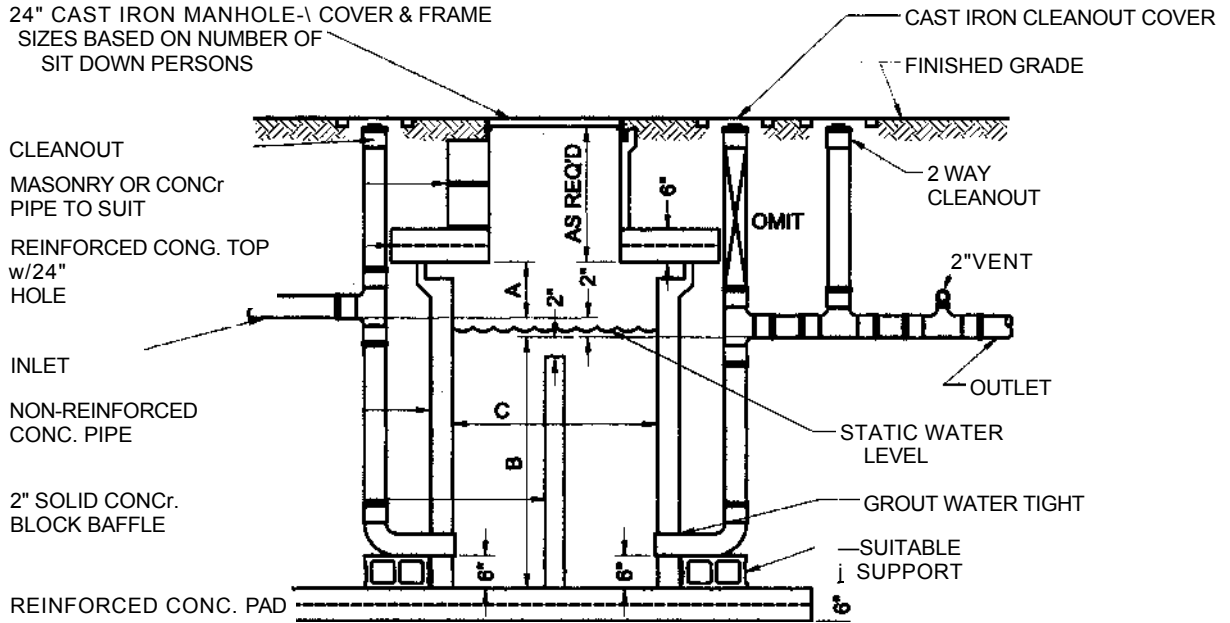 24" CAST IRON MANHOLE-\ COVER & FRAME
SIZES BASED ON NUMBER OF
SIT DOWN PERSONS
CAST IRON CLEANOUT COVER
FINISHED GRADE
CLEANOUT
MASONRY OR CONCr
PIPE TO SUIT
REINFORCED CONG. TOP
w/24"
HOLE
INLET
NON-REINFORCED
CONC. PIPE
2" SOLID CONCr.
BLOCK BAFFLE
REINFORCED CONC. PAD
AS REQ'D
6"
A
2"
2"
C
B
6"
6"
OMIT
2 WAY
CLEANOUT
2"VENT
OUTLET
STATIC WATER
LEVEL
GROUT WATER TIGHT
—SUITABLE
j SUPPORT
6"